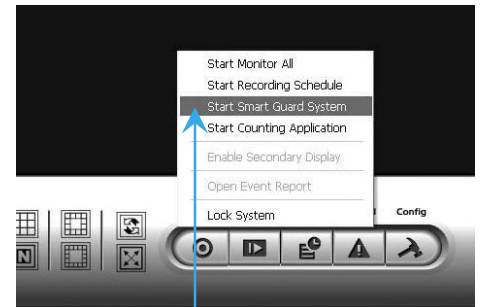 Start Monitor All
Start Recording Schedule
Start Smart Guard System
Start Counting Application
Enable Secondary Display
Open Event Report
Lock System
Config
N